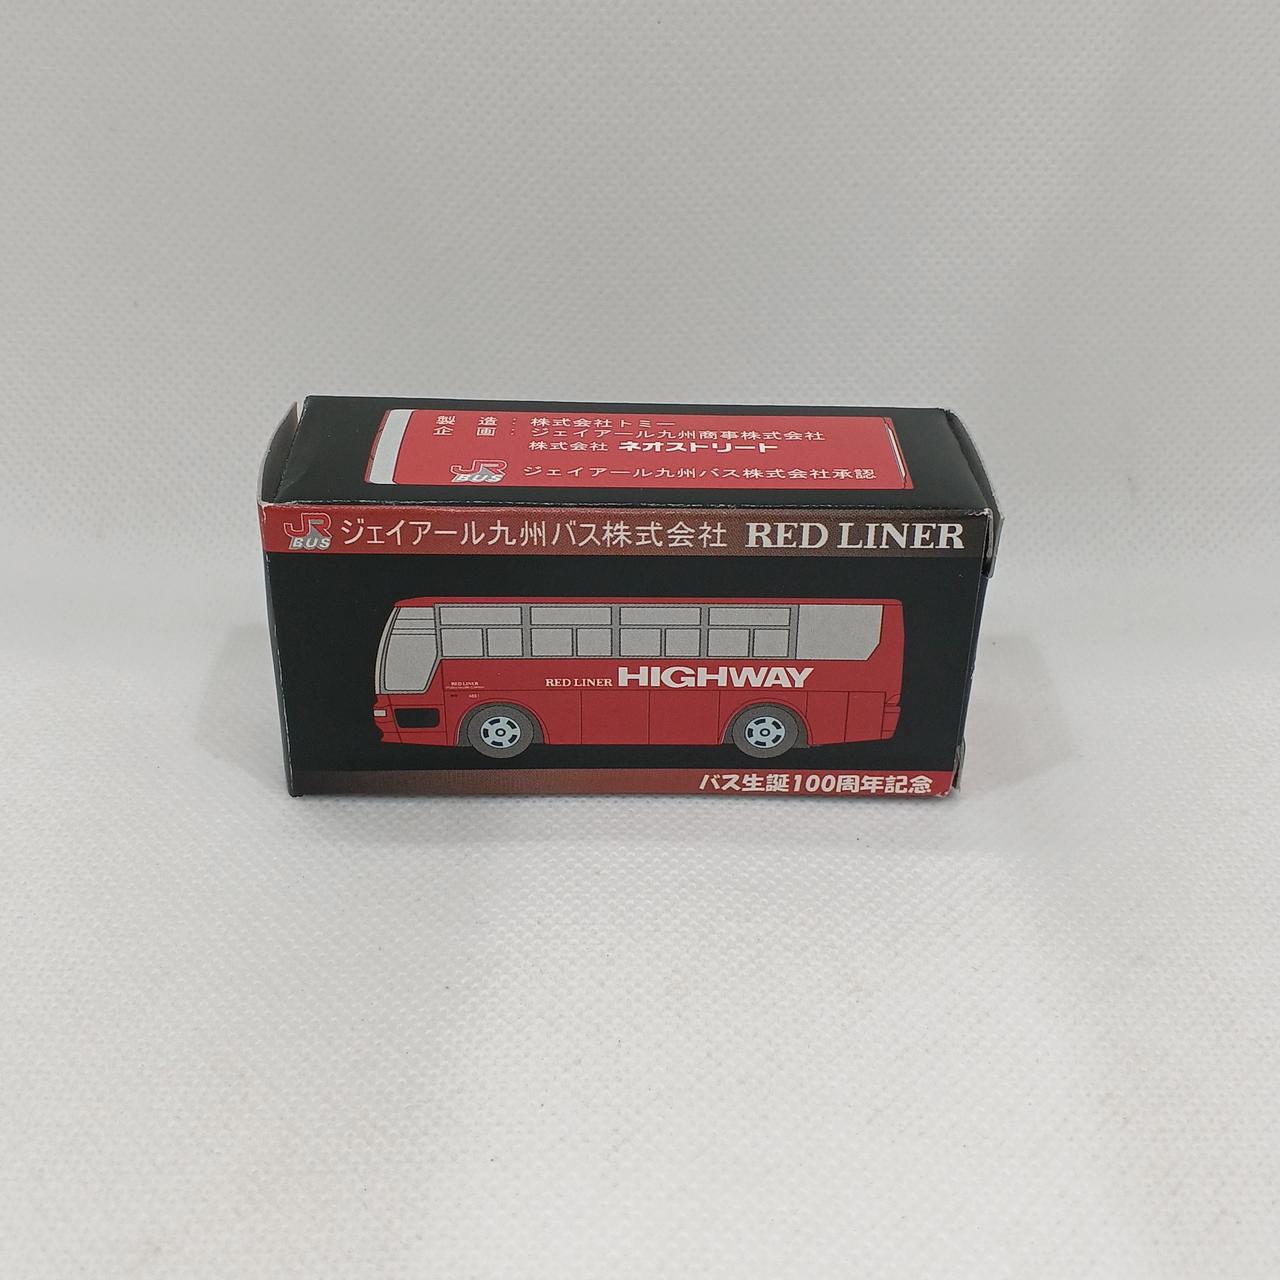 製造：株式会社トミー
企画：ジェイアール九州商事株式会社
株式会社 ネオストリート
JR BUS ジェイアール九州バス株式会社承認
JR BUS ジェイアール九州バス株式会社 RED LINER
RED LINER HIGHWAY
RED LINER
バス生誕100周年記念